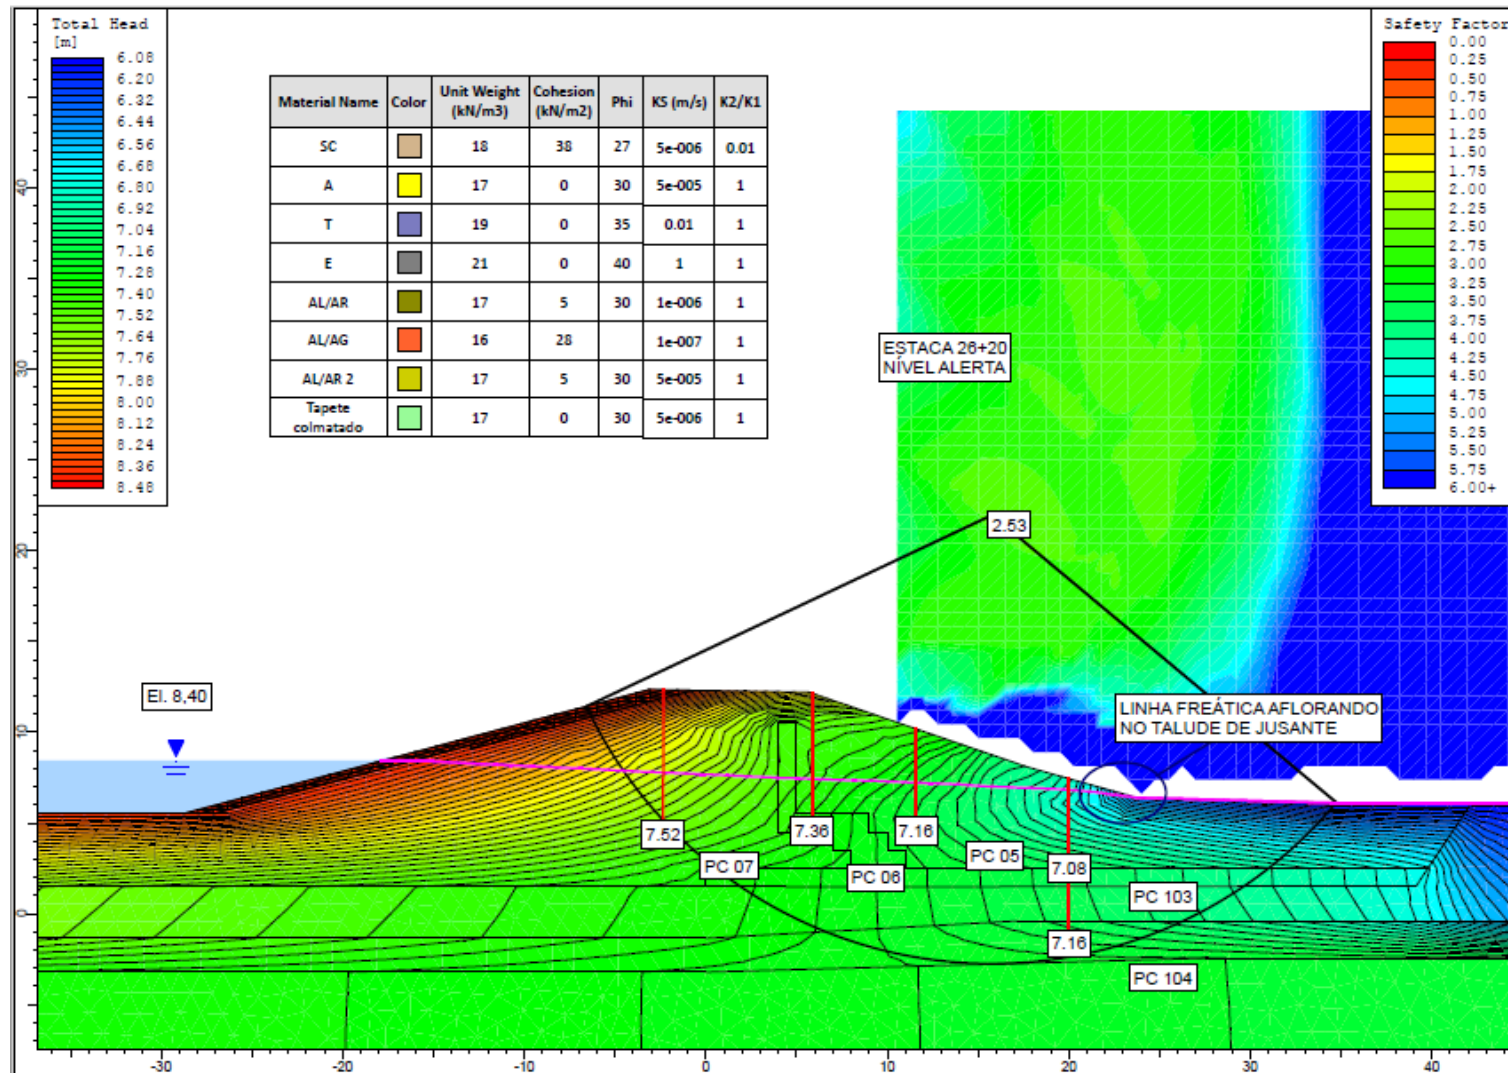 Total Head
[m]
6.08
6.20
6.32
6.44
6.56
6.68
6.80
6.92
7.04
7.16
7.28
7.40
7.52
7.64
7.76
7.88
8.00
8.12
8.24
8.36
8.48
Material Name Color Unit Weight (kN/m3) Cohesion (kN/m2) Phi KS (m/s) K2/K1
SC 18 38 27 5e-006 0.01
A 17 0 30 5e-005 1
T 19 0 35 0.01 1
E 21 0 40 1 1
AL/AR 17 5 30 1e-006 1
AL/AG 16 28 1e-007 1
AL/AR 2 17 5 30 5e-005 1
Tapete colmatado 17 0 30 5e-006 1
Safety Factor
0.00
0.25
0.50
0.75
1.00
1.25
1.50
1.75
2.00
2.25
2.50
2.75
3.00
3.25
3.50
3.75
4.00
4.25
4.50
4.75
5.00
5.25
5.50
5.75
6.00+
ESTACA 26+20
NÍVEL ALERTA
2.53
El. 8,40
LINHA FREÁTICA AFLORANDO
NO TALUDE DE JUSANTE
7.52
7.36
7.16
7.08
7.16
PC 07
PC 06
PC 05
PC 103
PC 104
40
30
20
10
0
-30
-20
-10
0
10
20
30
40